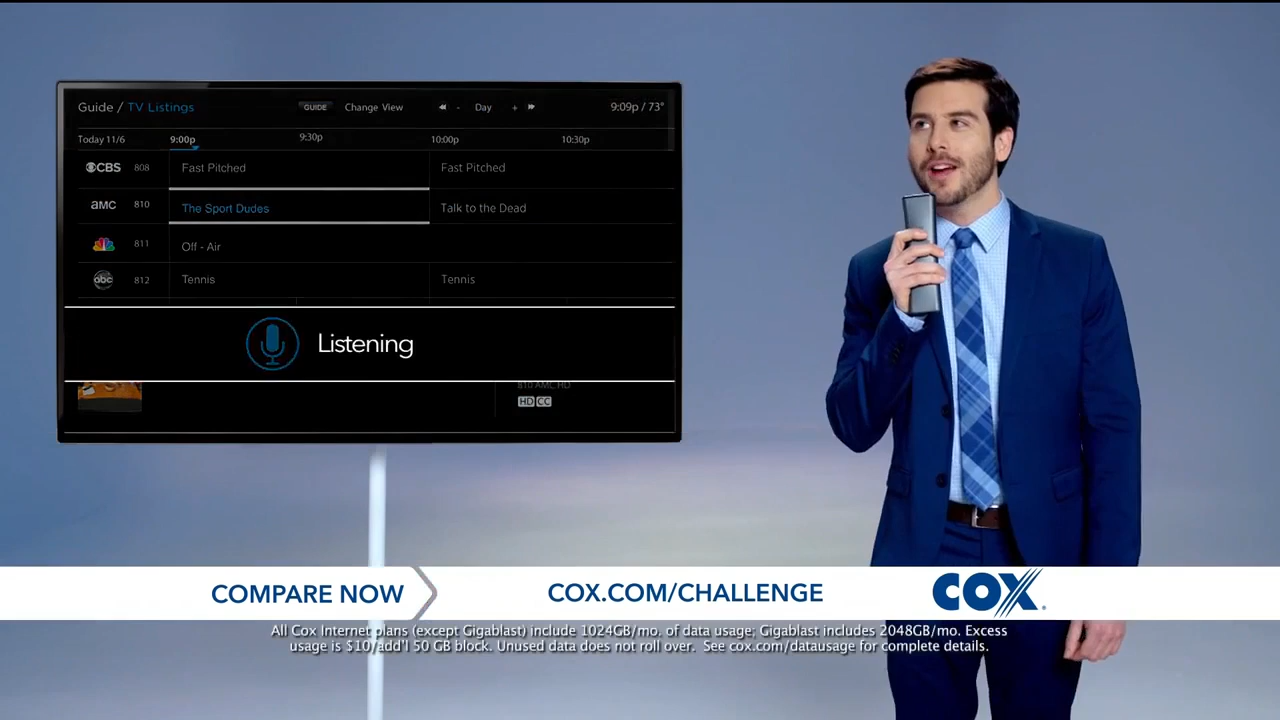 Guide / TV Listings
GUIDE Change View
- Day +
9:09p / 73°
Today 11/6 9:00p 9:30p 10:00p 10:30p
CBS 808 Fast Pitched Fast Pitched
aMC 810 The Sport Dudes Talk to the Dead
811 Off - Air
abc 812 Tennis Tennis
Listening
810 AMC HD
HD CC
COMPARE NOW COX.COM/CHALLENGE COX
All Cox Internet plans (except Gigablast) include 1024GB/mo. of data usage; Gigablast includes 2048GB/mo. Excess
usage is $10/add'l 50 GB block. Unused data does not roll over. See cox.com/datausage for complete details.